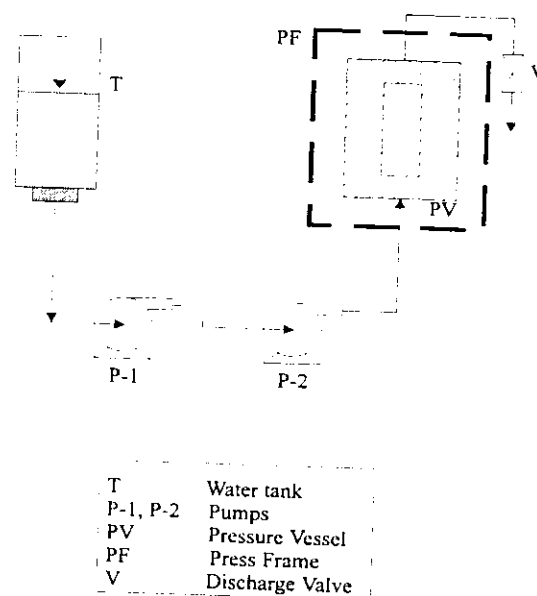 PF
T
V
PV
P-1
P-2
T Water tank
P-1, P-2 Pumps
PV Pressure Vessel
PF Press Frame
V Discharge Valve